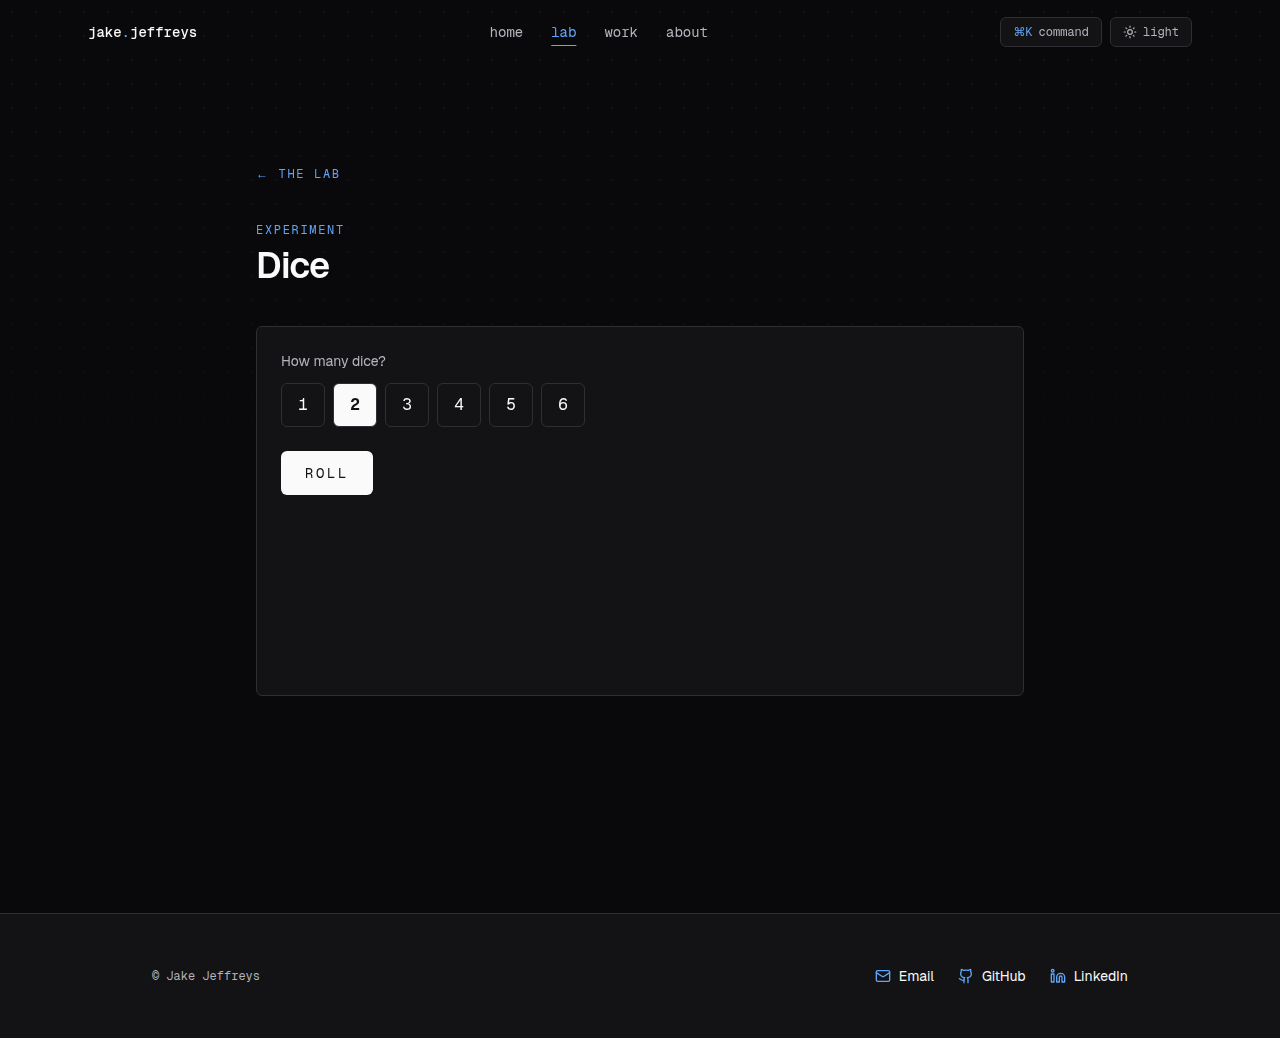 jake.jeffreys
home lab work about
⌘K command light
← THE LAB
EXPERIMENT
Dice
How many dice?
1 2 3 4 5 6
ROLL
© Jake Jeffreys
Email GitHub LinkedIn